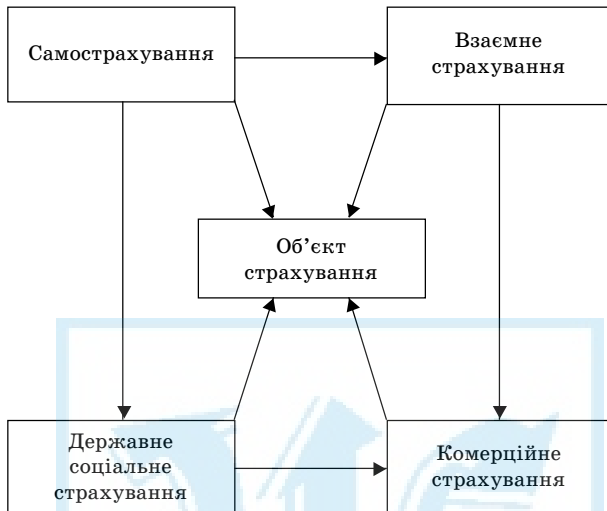 Самострахування
Взаємне
страхування
Об’єкт
страхування
Державне
соціальне
страхування
Комерційне
страхування